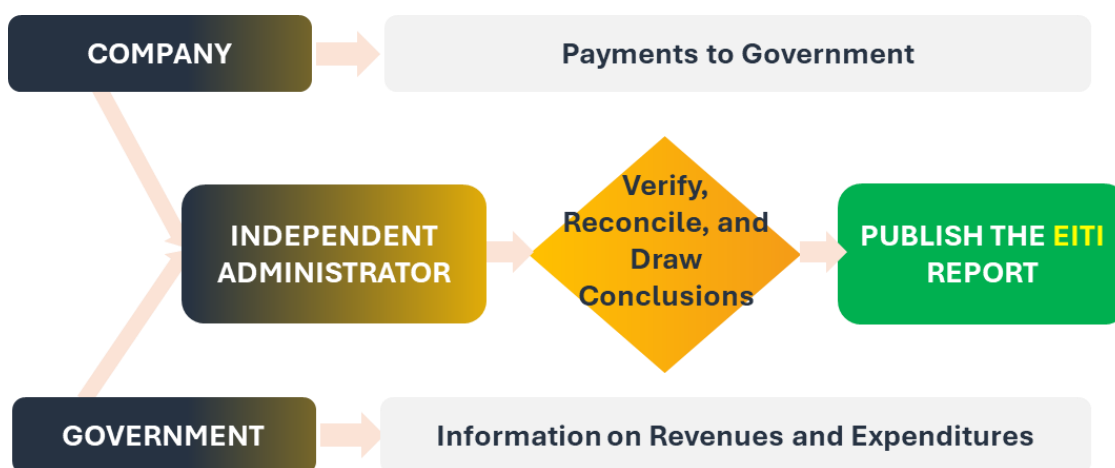 COMPANY
Payments to Government
Verify,
Reconcile, and
Draw
Conclusions
INDEPENDENT
ADMINISTRATOR
PUBLISH THE EITI
REPORT
GOVERNMENT
Information on Revenues and Expenditures